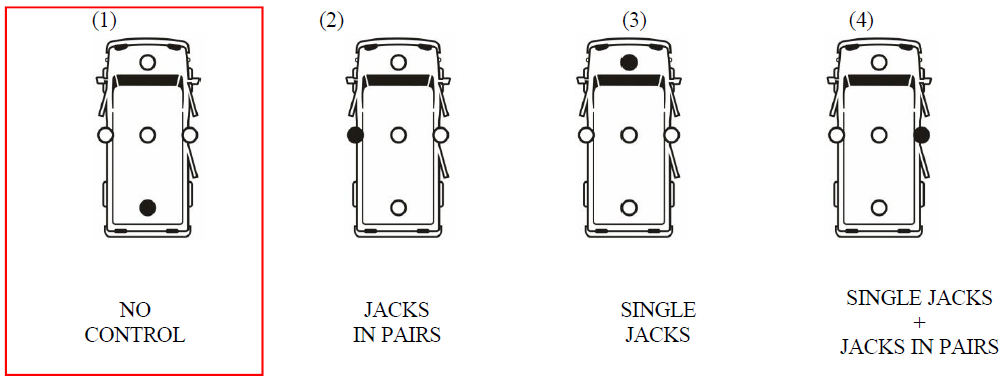 (1)
(2)
(3)
(4)
NO
CONTROL
JACKS
IN PAIRS
SINGLE
JACKS
SINGLE JACKS
+
JACKS IN PAIRS